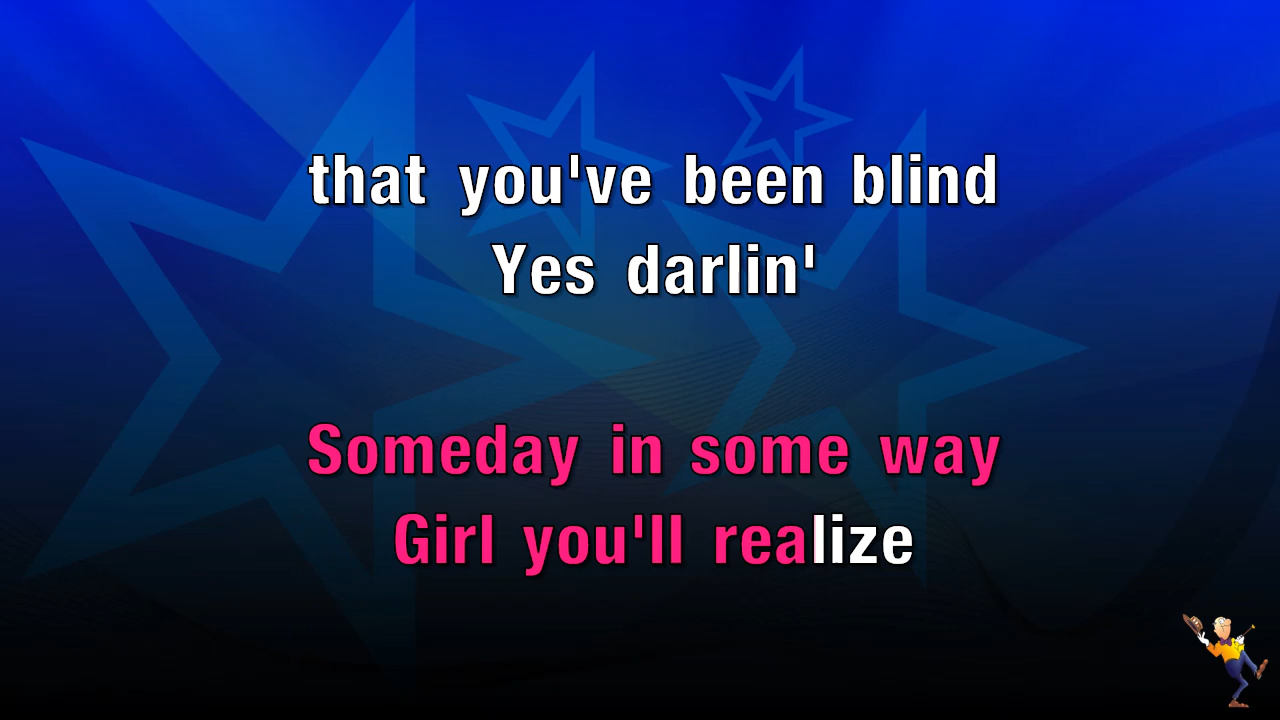 that you've been blind
Yes darlin'
Someday in some way
Girl you'll realize